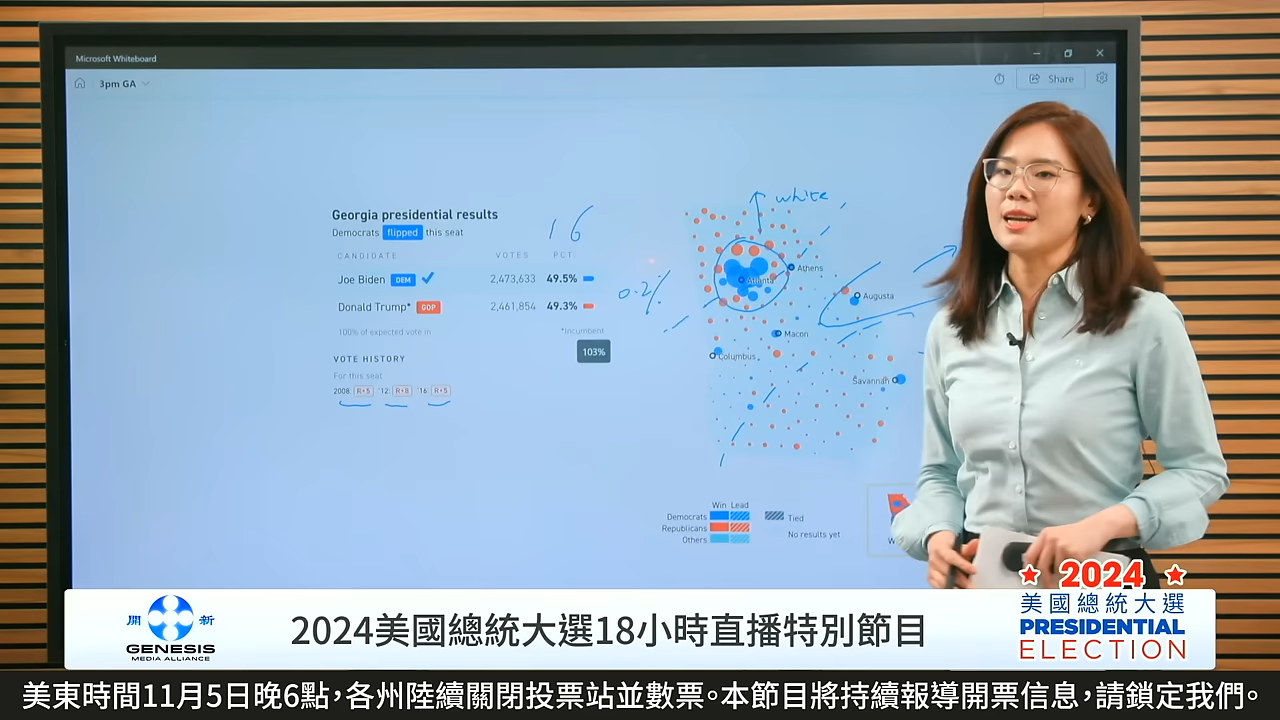 Microsoft Whiteboard
3pm GA
Share
Georgia presidential results
Democrats flipped this seat
CANDIDATE VOTES PCT.
Joe Biden DEM 2,473,633 49.5%
Donald Trump* GOP 2,461,854 49.3%
100% of expected vote in
*Incumbent
103%
VOTE HISTORY
For this seat
2008: R+5 '12: R+8 '16: R+5
16
0.2%
white
Atlanta
Athens
Augusta
Macon
Columbus
Savannah
Win Lead
Democrats
Republicans
Others
Tied
No results yet
W
開 新
GENESIS
MEDIA ALLIANCE
2024美國總統大選18小時直播特別節目
2024
美國總統大選
PRESIDENTIAL
ELECTION
美東時間11月5日晚6點，各州陸續關閉投票站並數票。本節目將持續報導開票信息，請鎖定我們。